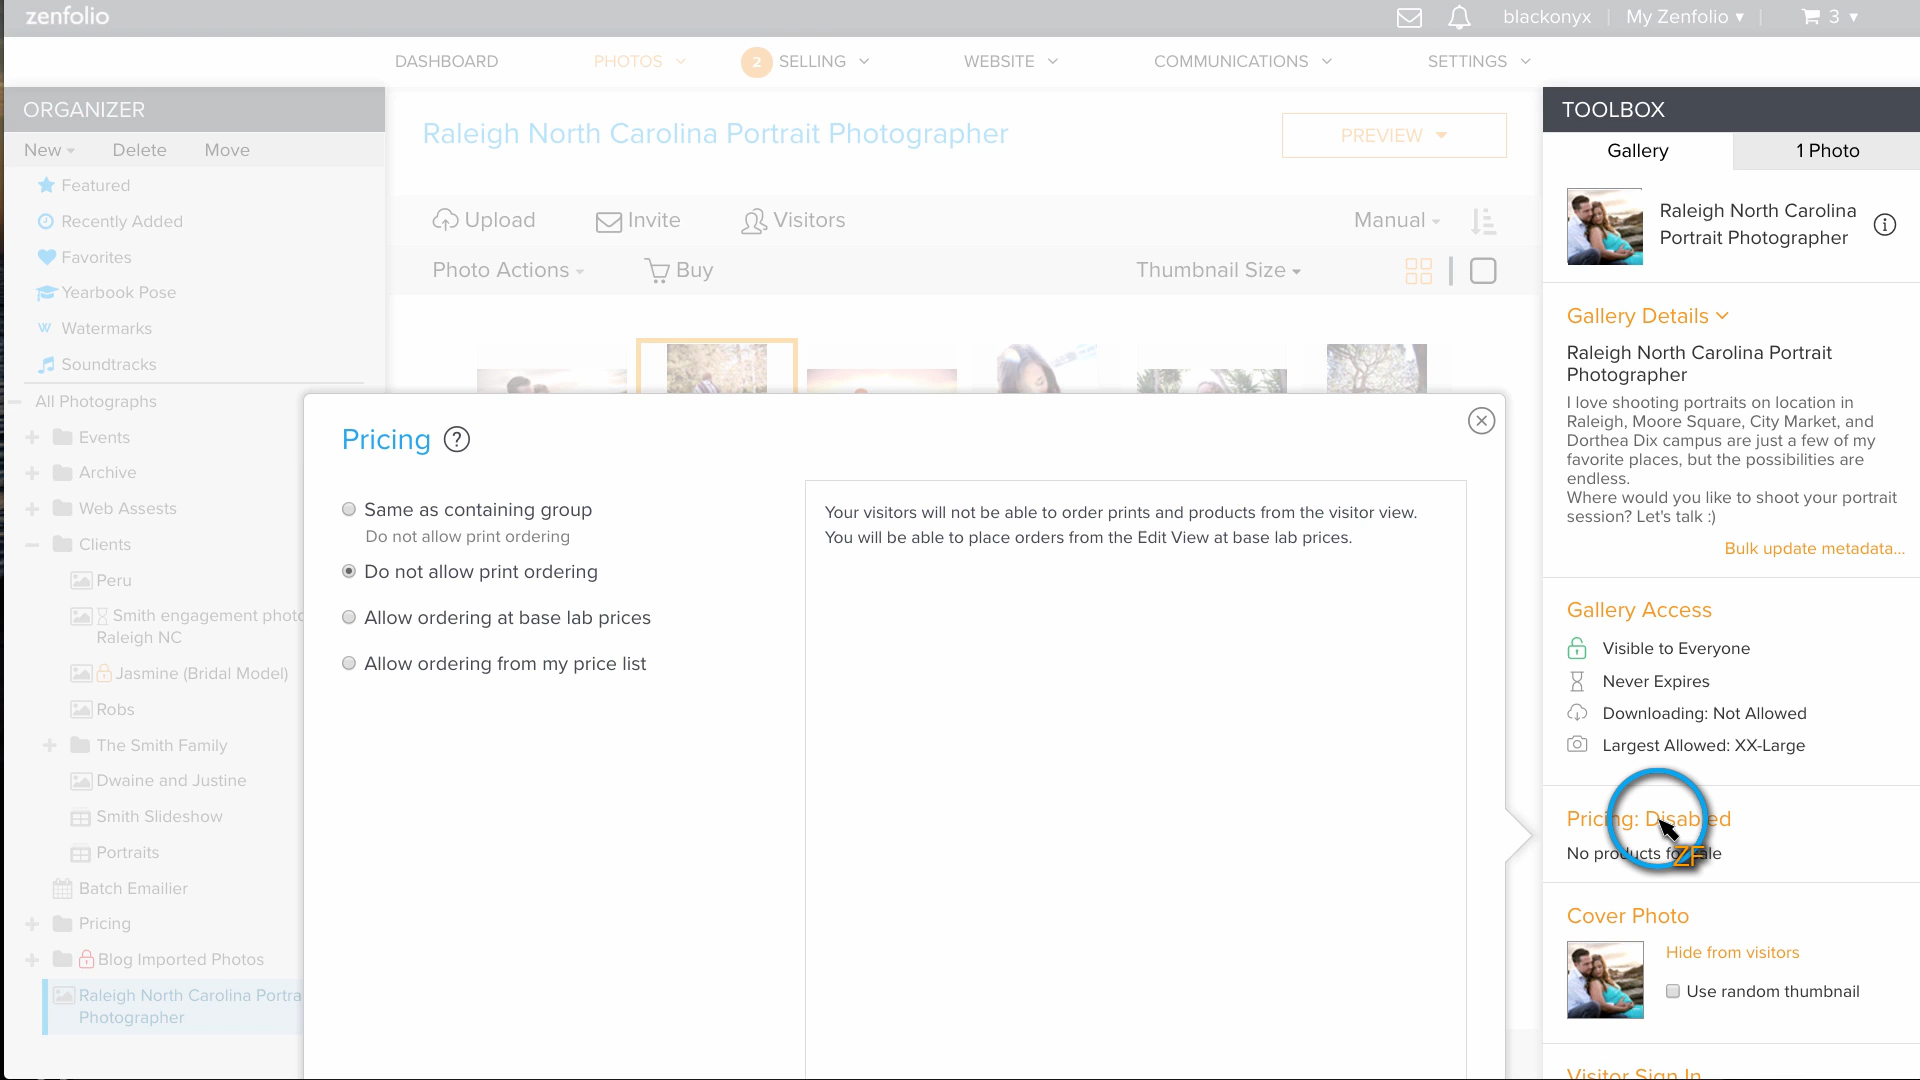 zenfolio
blackonyx
My Zenfolio
3
DASHBOARD
PHOTOS
2
SELLING
WEBSITE
COMMUNICATIONS
SETTINGS
ORGANIZER
New
Delete
Move
Featured
Recently Added
Favorites
Yearbook Pose
Watermarks
Soundtracks
All Photographs
Events
Archive
Web Assests
Clients
Peru
Smith engagement photo
Raleigh NC
Jasmine (Bridal Model)
Robs
The Smith Family
Dwaine and Justine
Smith Slideshow
Portraits
Batch Emailier
Pricing
Blog Imported Photos
Raleigh North Carolina Portra
Photographer
Raleigh North Carolina Portrait Photographer
PREVIEW
Upload
Invite
Visitors
Manual
Photo Actions
Buy
Thumbnail Size
Pricing ?
Same as containing group
Do not allow print ordering
Do not allow print ordering
Allow ordering at base lab prices
Allow ordering from my price list
Your visitors will not be able to order prints and products from the visitor view.
You will be able to place orders from the Edit View at base lab prices.
TOOLBOX
Gallery
1 Photo
Raleigh North Carolina
Portrait Photographer
Gallery Details
Raleigh North Carolina Portrait
Photographer
I love shooting portraits on location in
Raleigh, Moore Square, City Market, and
Dorthea Dix campus are just a few of my
favorite places, but the possibilities are
endless.
Where would you like to shoot your portrait
session? Let's talk :)
Bulk update metadata...
Gallery Access
Visible to Everyone
Never Expires
Downloading: Not Allowed
Largest Allowed: XX-Large
Pricing: Disabled
No products for sale
ZF
Cover Photo
Hide from visitors
Use random thumbnail
Visitor Sign In